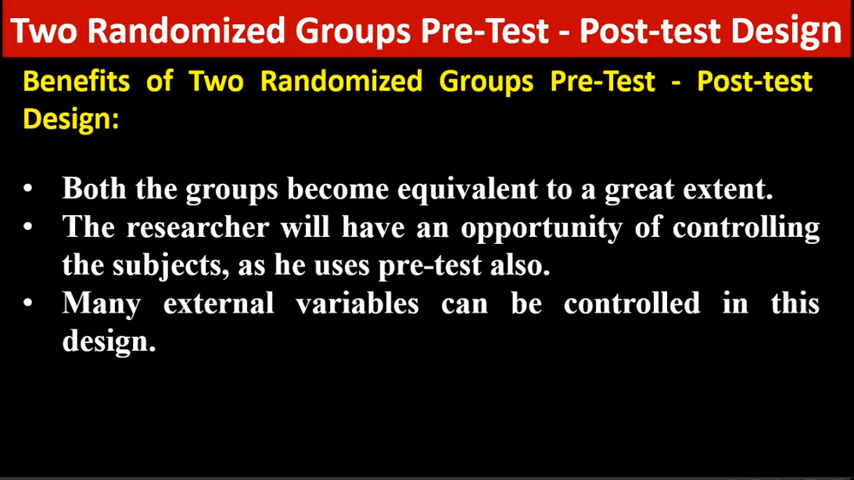 Two Randomized Groups Pre-Test - Post-test Design
Benefits of Two Randomized Groups Pre-Test - Post-test
Design:
• Both the groups become equivalent to a great extent.
• The researcher will have an opportunity of controlling
the subjects, as he uses pre-test also.
• Many external variables can be controlled in this
design.